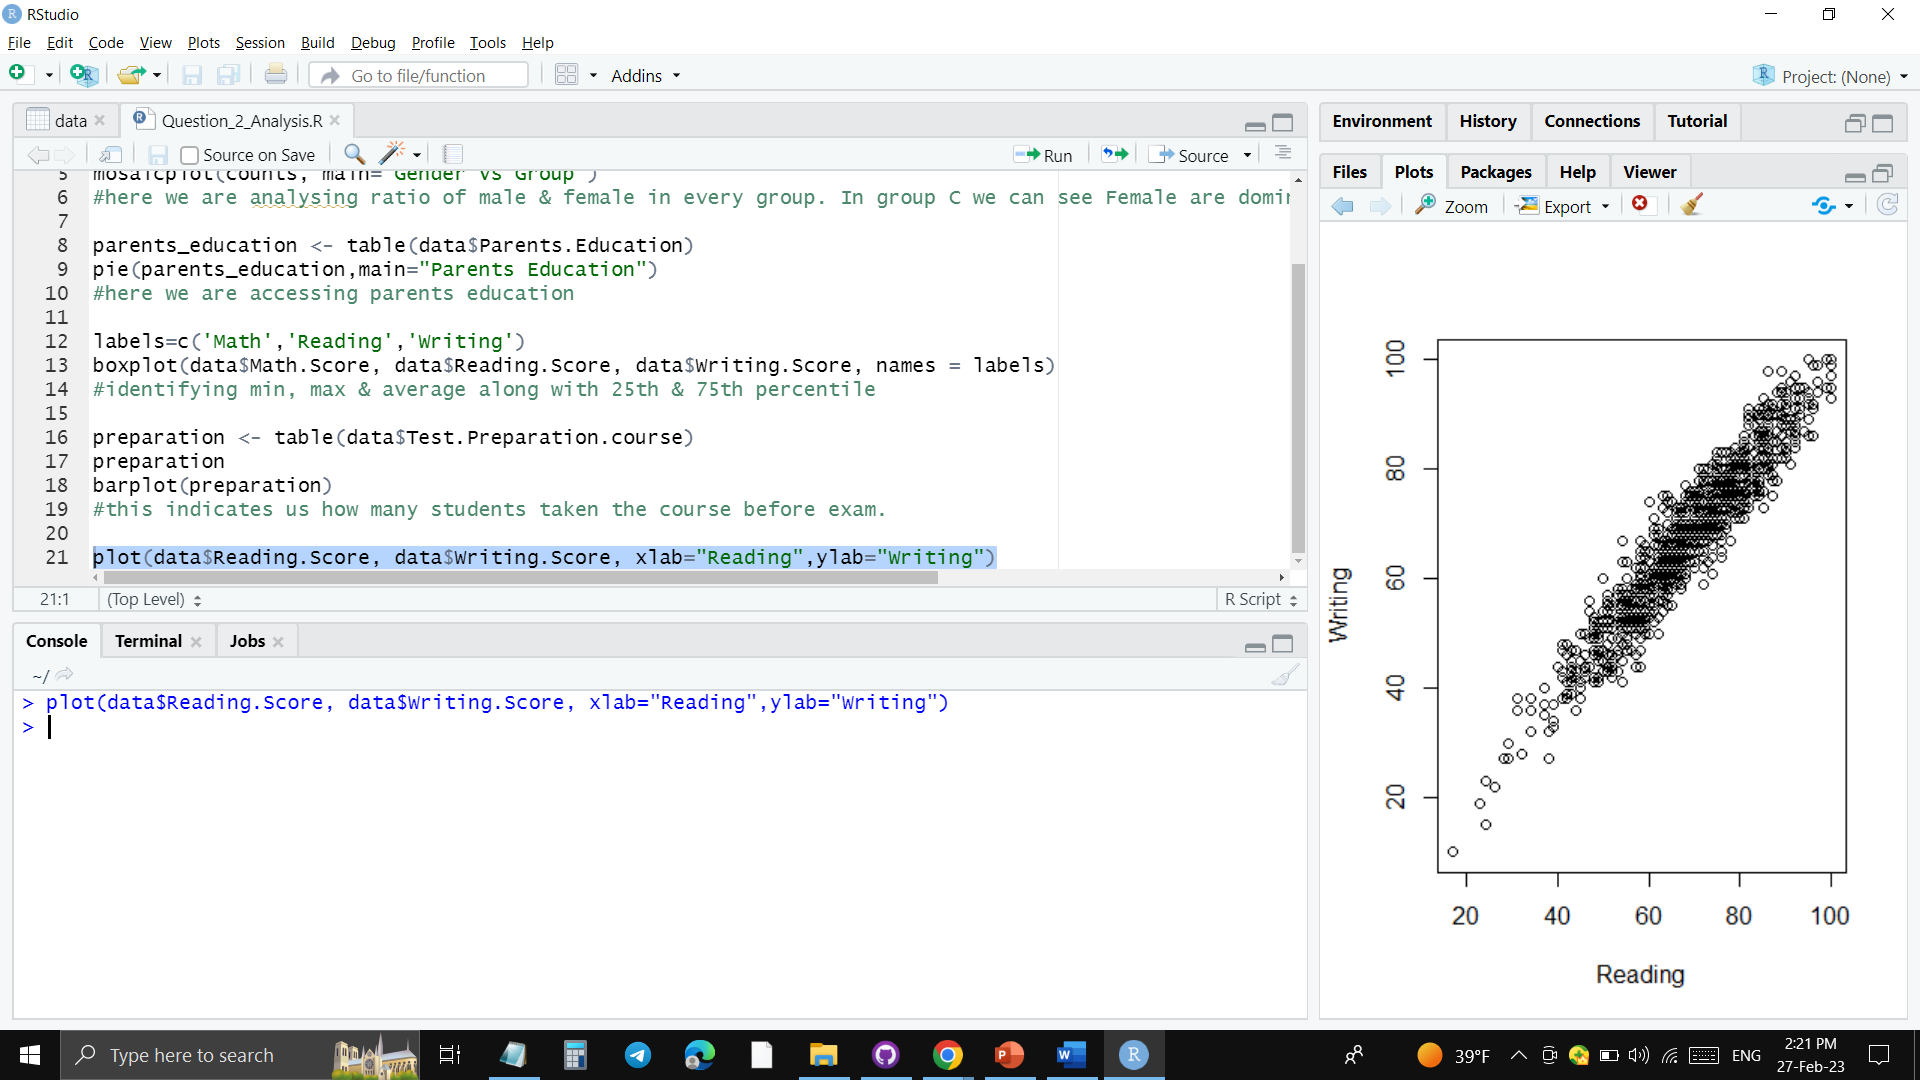 RStudio
File Edit Code View Plots Session Build Debug Profile Tools Help
Go to file/function Addins Project: (None)
data Question_2_Analysis.R
Source on Save Run Source
5 mosaicplot(counts, main="Gender vs Group")
6 #here we are analysing ratio of male & female in every group. In group C we can see Female are domin
7
8 parents_education <- table(data$Parents.Education)
9 pie(parents_education,main="Parents Education")
10 #here we are accessing parents education
11
12 labels=c('Math','Reading','Writing')
13 boxplot(data$Math.Score, data$Reading.Score, data$Writing.Score, names = labels)
14 #identifying min, max & average along with 25th & 75th percentile
15
16 preparation <- table(data$Test.Preparation.course)
17 preparation
18 barplot(preparation)
19 #this indicates us how many students taken the course before exam.
20
21 plot(data$Reading.Score, data$Writing.Score, xlab="Reading",ylab="Writing")
21:1 (Top Level) R Script
Console Terminal Jobs
~/
> plot(data$Reading.Score, data$Writing.Score, xlab="Reading",ylab="Writing")
>
Environment History Connections Tutorial
Files Plots Packages Help Viewer
Zoom Export
100
80
60
40
20
Writing
20 40 60 80 100
Reading
Type here to search
39°F ENG 2:21 PM
27-Feb-23